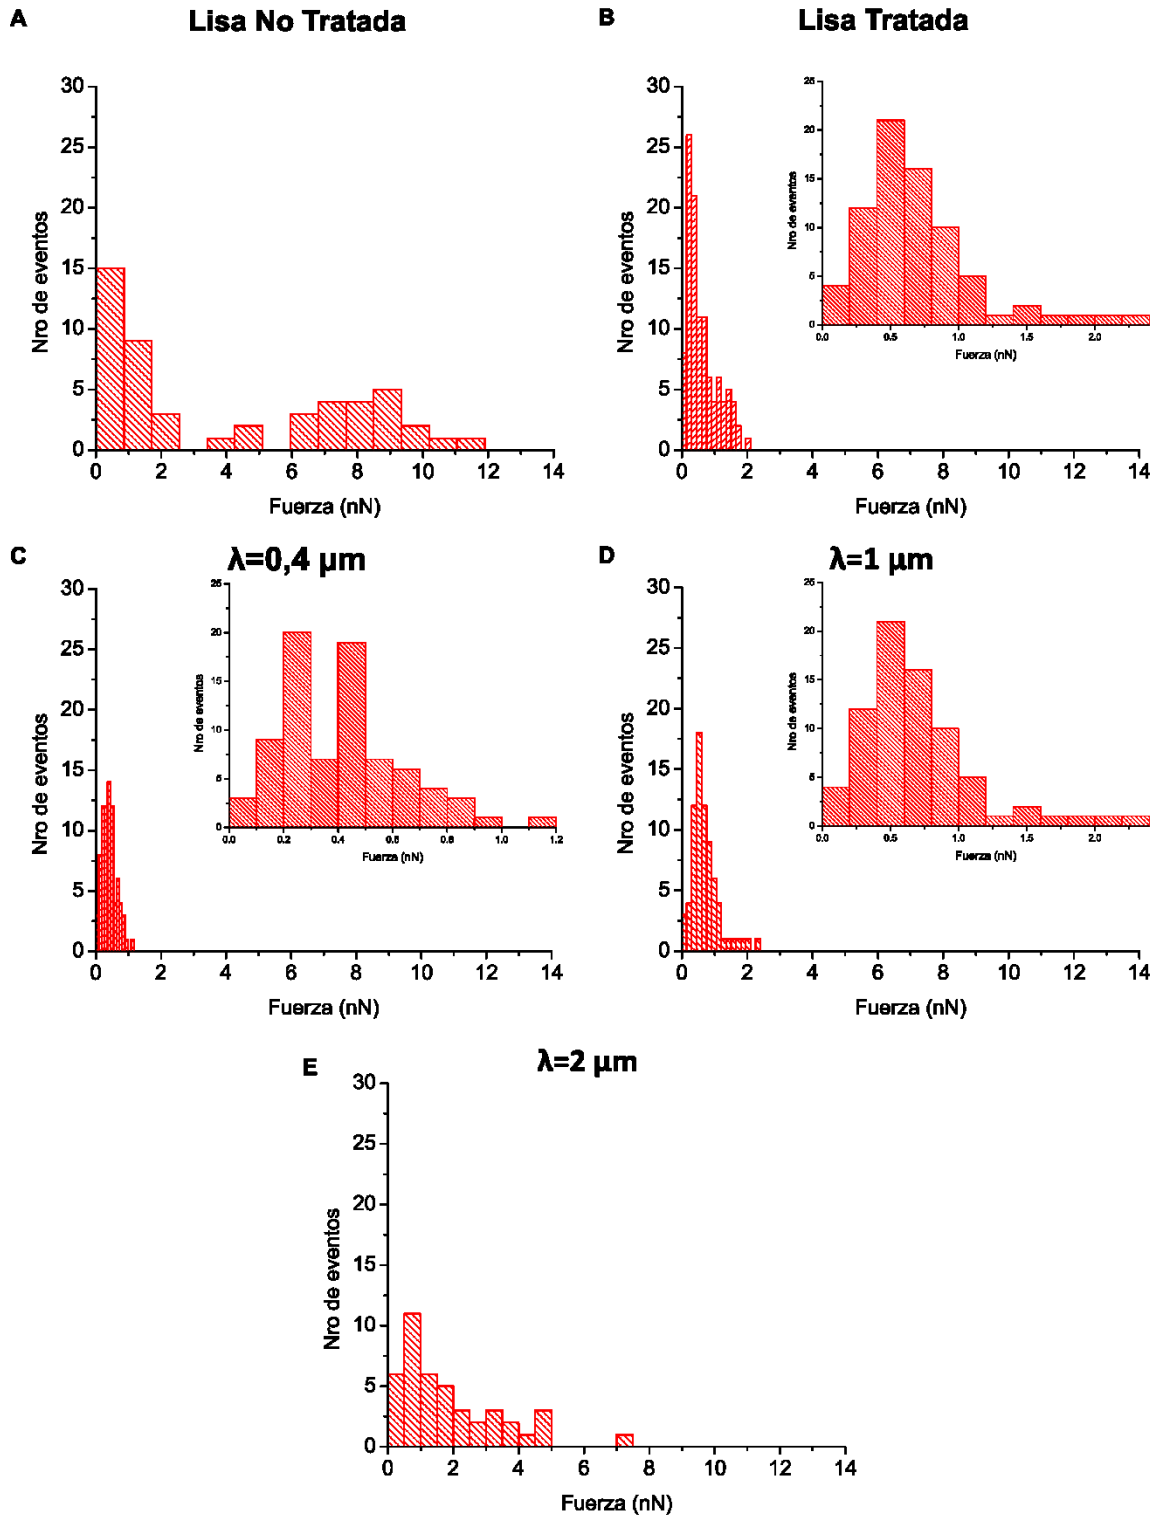 A
Lisa No Tratada
Nro de eventos
30
25
20
15
10
5
0
0 2 4 6 8 10 12 14
Fuerza (nN)
B
Lisa Tratada
Nro de eventos
30
25
20
15
10
5
0
0 2 4 6 8 10 12 14
Fuerza (nN)
Nro de eventos
25
20
15
10
5
0
0.0 0.5 1.0 1.5 2.0
Fuerza (nN)
C
λ=0,4 µm
Nro de eventos
30
25
20
15
10
5
0
0 2 4 6 8 10 12 14
Fuerza (nN)
Nro de eventos
25
20
15
10
5
0
0.0 0.2 0.4 0.6 0.8 1.0 1.2
Fuerza (nN)
D
λ=1 µm
Nro de eventos
30
25
20
15
10
5
0
0 2 4 6 8 10 12 14
Fuerza (nN)
Nro de eventos
25
20
15
10
5
0
0.0 0.5 1.0 1.5 2.0
Fuerza (nN)
E
λ=2 µm
Nro de eventos
30
25
20
15
10
5
0
0 2 4 6 8 10 12 14
Fuerza (nN)